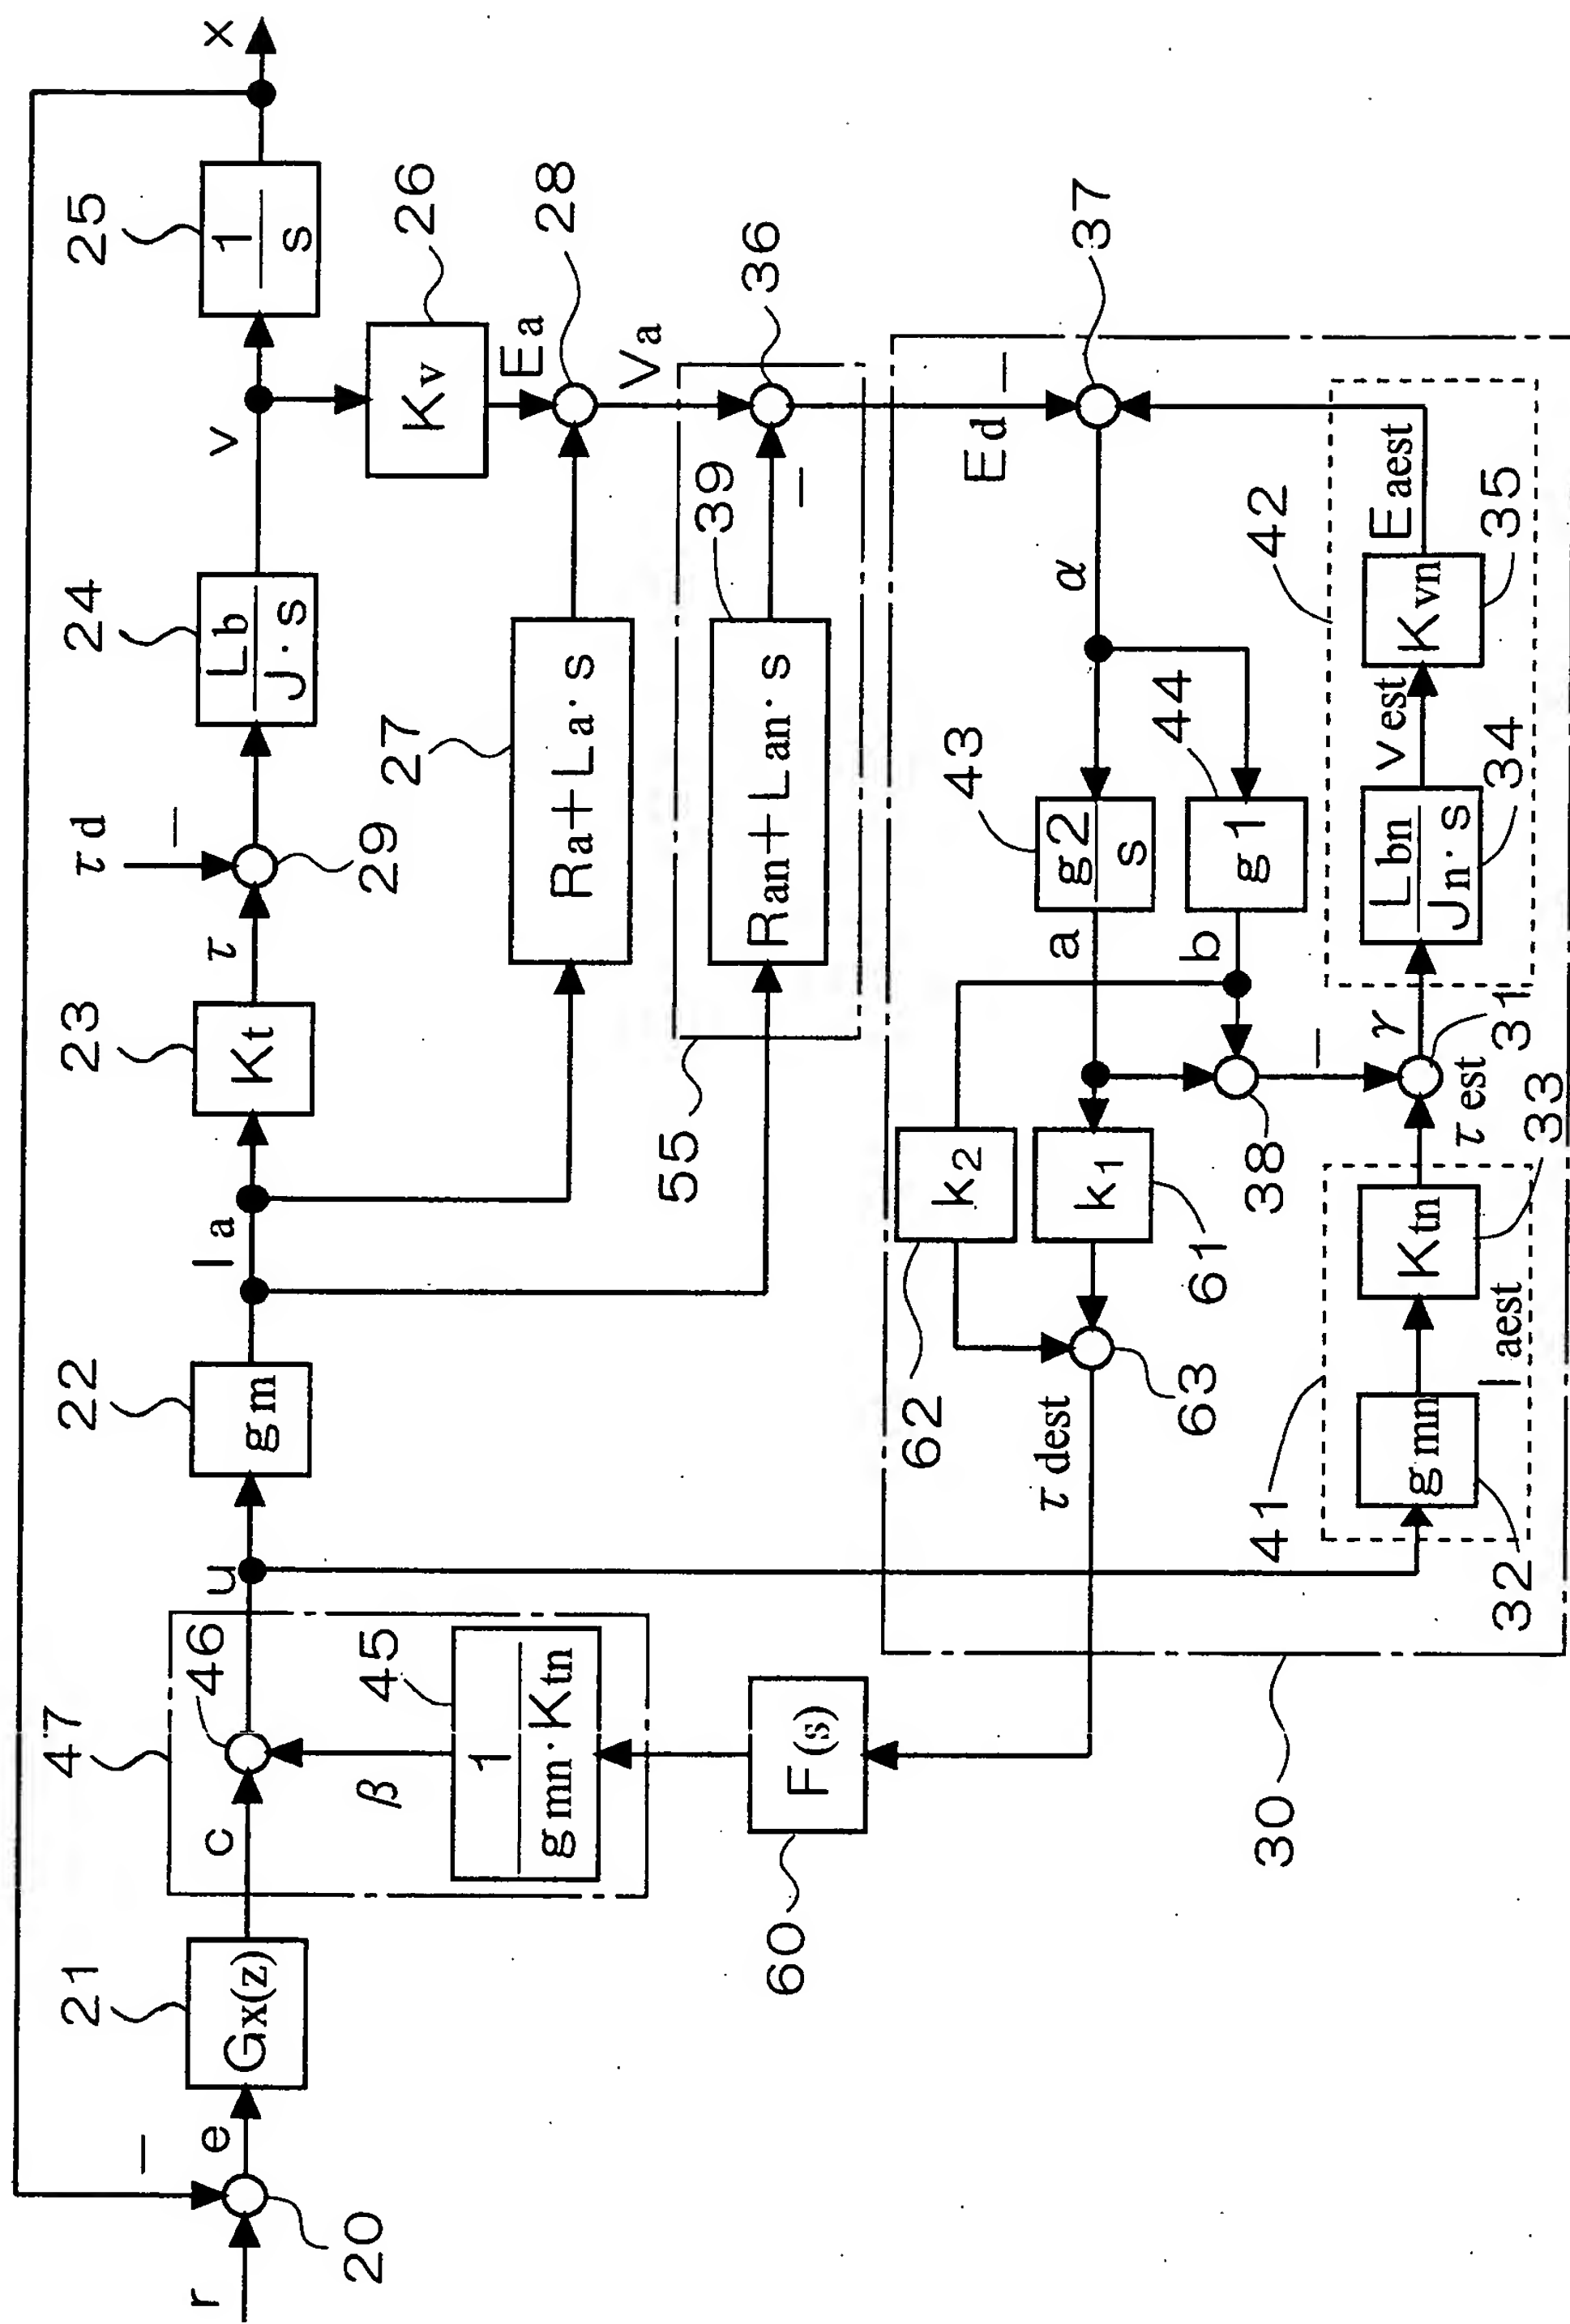 r
20
−
e
21
Gx(z)
c
47
46
β
45
1
gmn·Ktn
u
22
gm
Ia
23
Kt
τ
τd
−
29
24
Lb
J·s
v
25
1
s
x
26
Kv
Ea
28
27
Ra+La·s
Va
55
39
Ran+Lan·s
−
36
60
F(s)
30
τdest
63
62
k2
61
k1
38
−
a
b
43
g2
s
44
g1
α
Ed
−
37
41
32
gmn
Iaest
33
Ktn
τest
31
γ
42
34
Lbn
Jn·s
vest
35
Kvn
Eaest